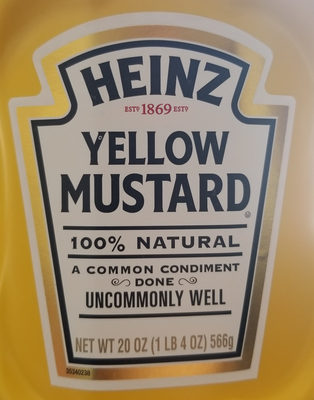 HEINZ
ESTD 1869 ESTD
YELLOW
MUSTARD
100% NATURAL
A COMMON CONDIMENT
DONE
UNCOMMONLY WELL
NET WT 20 OZ (1 LB 4 OZ) 566g